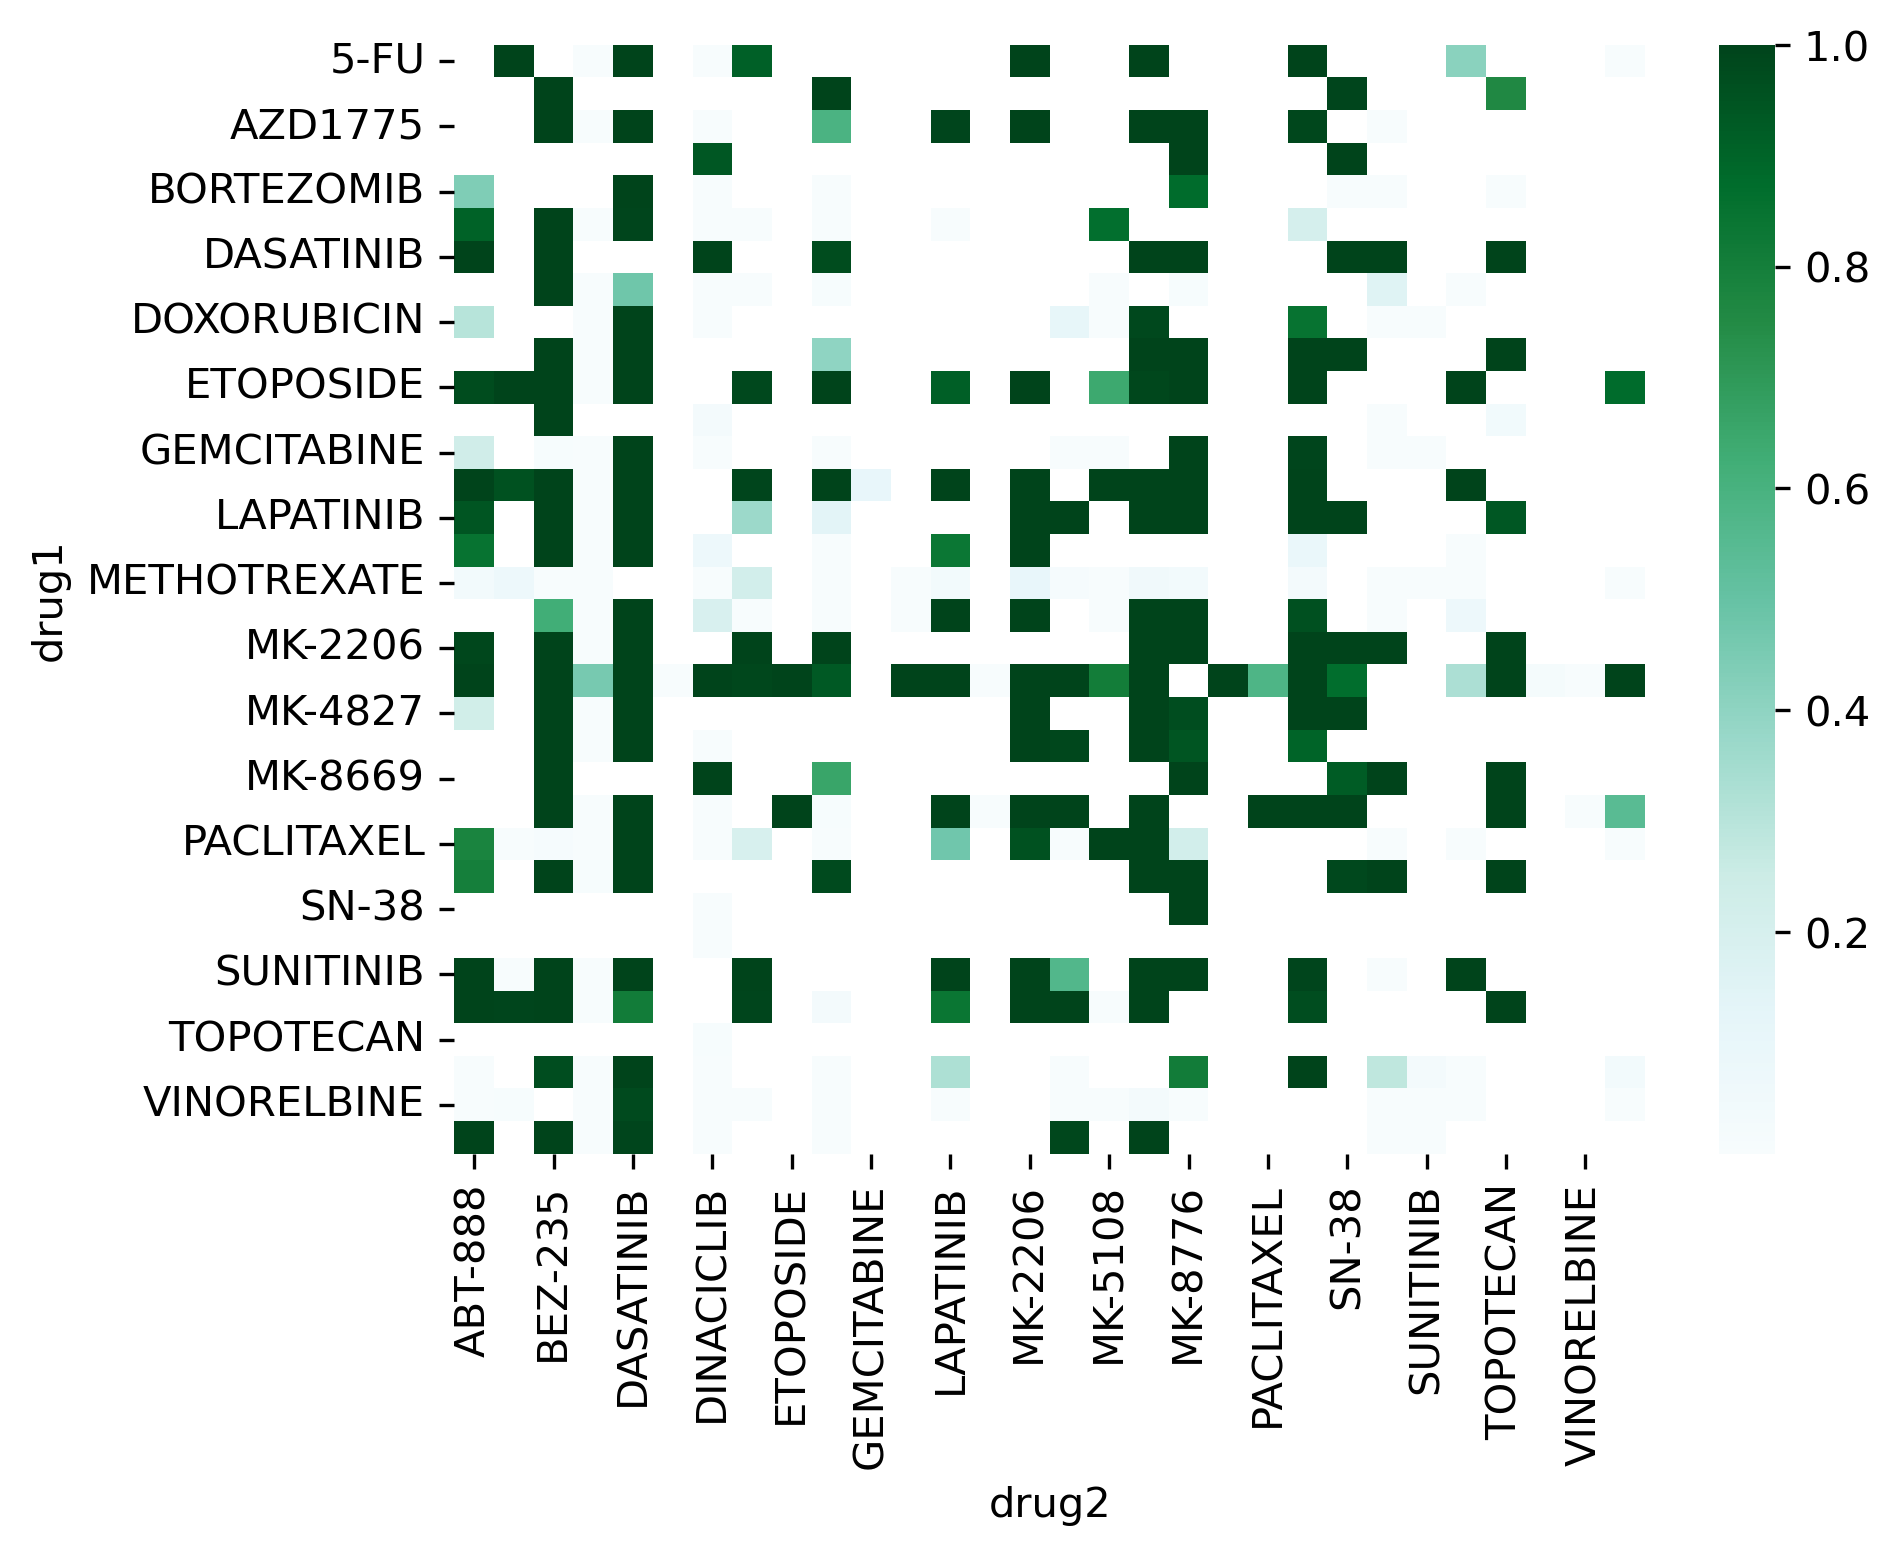 drug1
5-FU
AZD1775
BORTEZOMIB
DASATINIB
DOXORUBICIN
ETOPOSIDE
GEMCITABINE
LAPATINIB
METHOTREXATE
MK-2206
MK-4827
MK-8669
PACLITAXEL
SN-38
SUNITINIB
TOPOTECAN
VINORELBINE
ABT-888
BEZ-235
DASATINIB
DINACICLIB
ETOPOSIDE
GEMCITABINE
LAPATINIB
MK-2206
MK-5108
MK-8776
PACLITAXEL
SN-38
SUNITINIB
TOPOTECAN
VINORELBINE
drug2
1.0
0.8
0.6
0.4
0.2